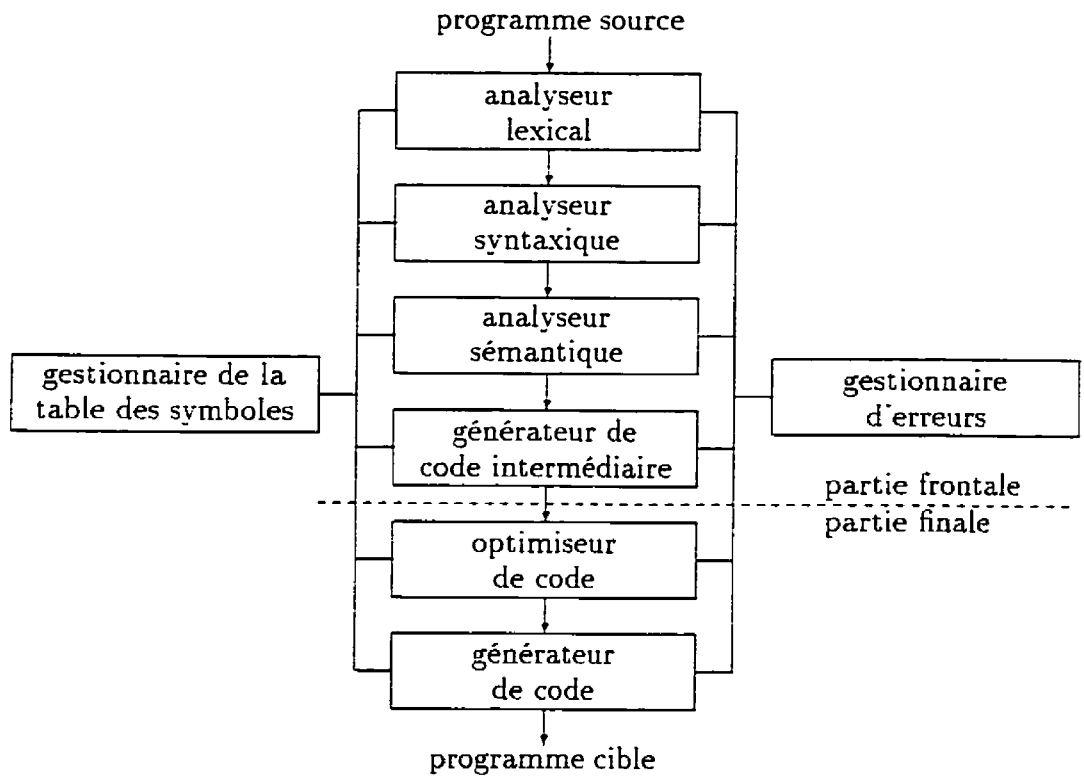 programme source
analyseur
lexical
analyseur
syntaxique
analyseur
sémantique
gestionnaire de la
table des symboles
gestionnaire
d'erreurs
générateur de
code intermédiaire
partie frontale
partie finale
optimiseur
de code
générateur
de code
programme cible